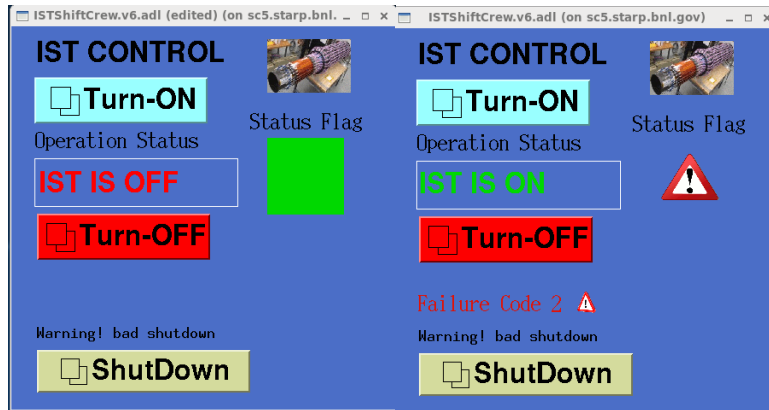 ISTShiftCrew.v6.adl (edited) (on sc5.starp.bnl.
IST CONTROL
Turn-ON
Status Flag
Operation Status
IST IS OFF
Turn-OFF
Warning! bad shutdown
ShutDown
ISTShiftCrew.v6.adl (on sc5.starp.bnl.gov)
IST CONTROL
Turn-ON
Status Flag
Operation Status
IST IS ON
Turn-OFF
Failure Code 2
Warning! bad shutdown
ShutDown